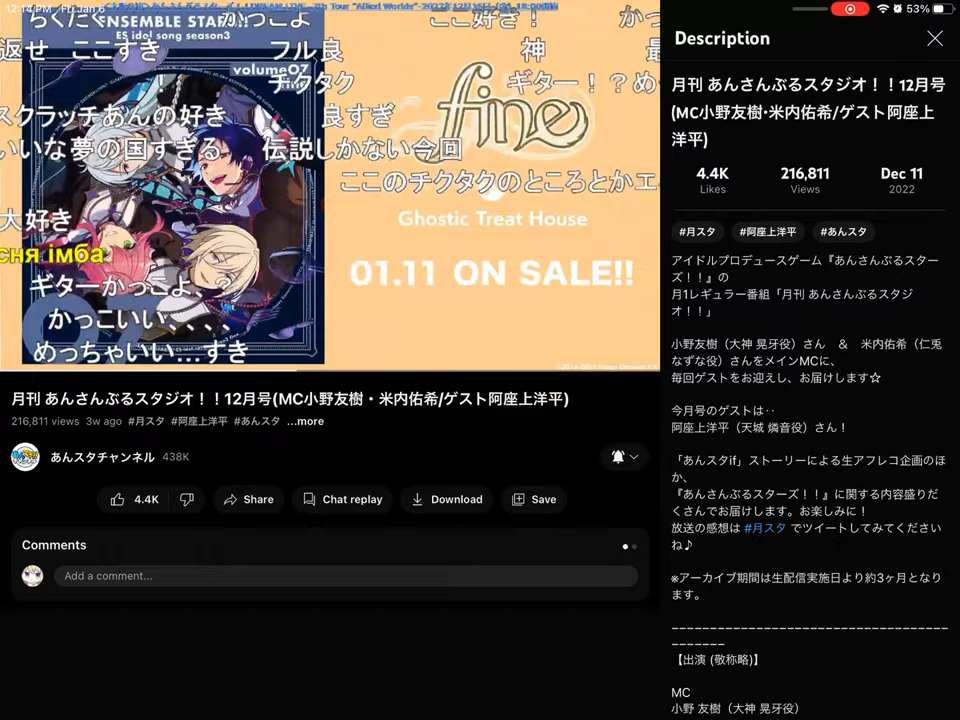 12:14 PM Fri Jan 6
53%
ちくたく
かっこよ
ここ好き！
かっ
ENSEMBLE STARS!!
ES idol song season3
返せ ここすき
フル良
神
最
volume07
fine
チクタク
ギター！？め
スクラッチあんの好き
良すぎ
fine
いいな夢の国すぎる
伝説しかない今回
ここのチクタクのところとかエ
大好き
Ghostic Treat House
сня імба
01.11 ON SALE!!
ギターかっこよ、？
かっこいい、、、、
めっちゃいい…すき
月刊 あんさんぶるスタジオ！！12月号(MC小野友樹・米内佑希/ゲスト阿座上洋平)
216,811 views 3w ago #月スタ #阿座上洋平 #あんスタ ...more
あんスタチャンネル 438K
4.4K
Share
Chat replay
Download
Save
Comments
Add a comment...
Description
月刊 あんさんぶるスタジオ！！12月号
(MC小野友樹･米内佑希/ゲスト阿座上
洋平)
4.4K 216,811 Dec 11
Likes Views 2022
#月スタ #阿座上洋平 #あんスタ
アイドルプロデュースゲーム『あんさんぶるスター
ズ！！』の
月1レギュラー番組「月刊 あんさんぶるスタジ
オ！！」
小野友樹（大神 晃牙役）さん ＆ 米内佑希（仁兎
なずな役）さんをメインMCに、
毎回ゲストをお迎えし、お届けします☆
今月号のゲストは‥
阿座上洋平（天城 燐音役）さん！
「あんスタif」ストーリーによる生アフレコ企画のほ
か、
『あんさんぶるスターズ！！』に関する内容盛りだ
くさんでお届けします。お楽しみに！
放送の感想は #月スタ でツイートしてみてください
ね♪
※アーカイブ期間は生配信実施日より約3ヶ月となり
ます。
【出演 (敬称略)】
MC
小野 友樹（大神 晃牙役）